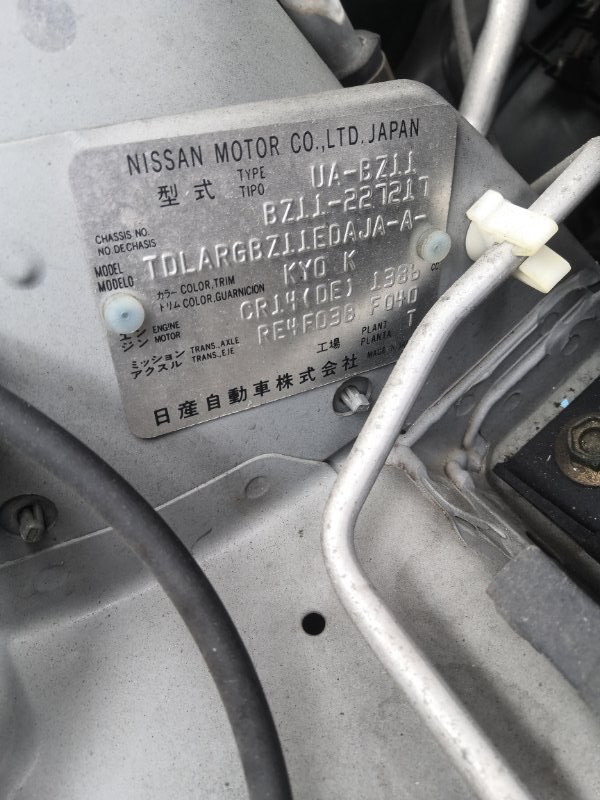 NISSAN MOTOR CO.,LTD.JAPAN
型式 TYPE TIPO UA-BZ11
CHASSIS NO. NO.DE CHASIS BZ11-227217
MODEL MODELO TDLARGBZ11EDAJA-A-
カラー COLOR,TRIM トリム COLOR,GUARNICION KY0 K
エンジン ENGINE MOTOR CR14(DE) 1386 CC
ミッション アクスル TRANS.,AXLE TRANS.,EJE RE4F03B F040
工場 PLANT PLANTA T
日産自動車株式会社 MADE